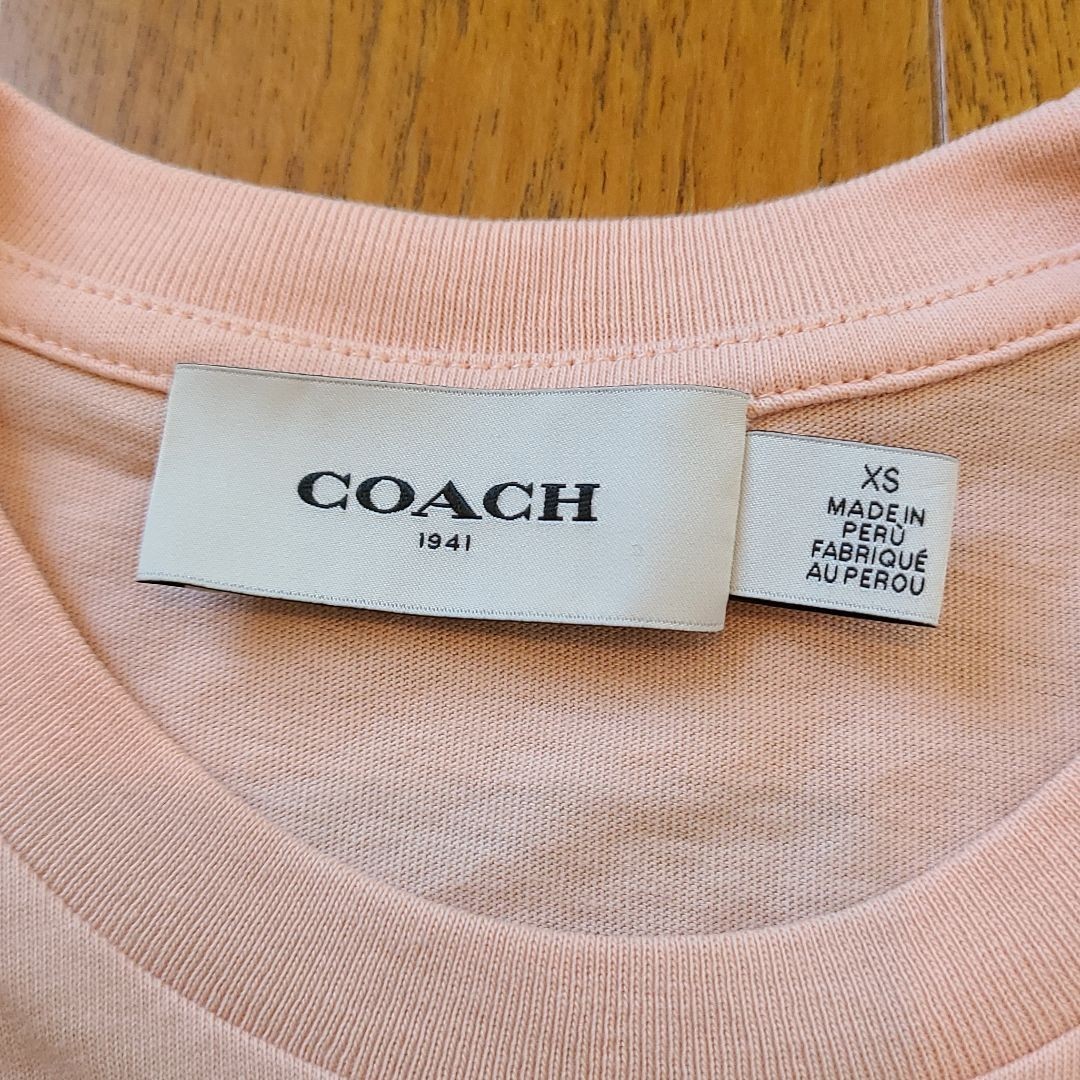 COACH
1941
XS
MADE IN
PERÙ
FABRIQUÉ
AU PEROU